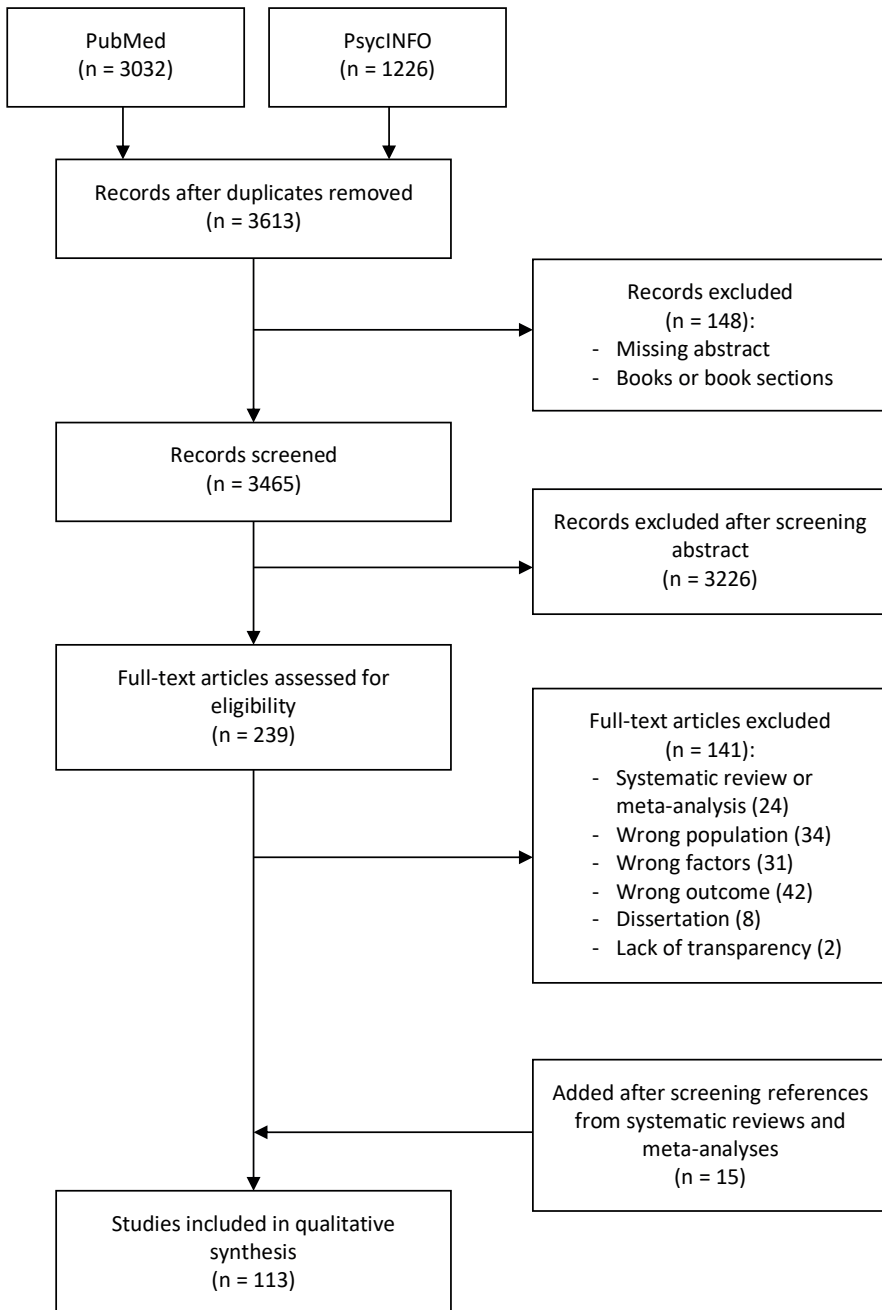 PubMed
(n = 3032)
PsycINFO
(n = 1226)
Records after duplicates removed
(n = 3613)
Records excluded
(n = 148):
- Missing abstract
- Books or book sections
Records screened
(n = 3465)
Records excluded after screening
abstract
(n = 3226)
Full-text articles assessed for
eligibility
(n = 239)
Full-text articles excluded
(n = 141):
- Systematic review or
meta-analysis (24)
- Wrong population (34)
- Wrong factors (31)
- Wrong outcome (42)
- Dissertation (8)
- Lack of transparency (2)
Added after screening references
from systematic reviews and
meta-analyses
(n = 15)
Studies included in qualitative
synthesis
(n = 113)